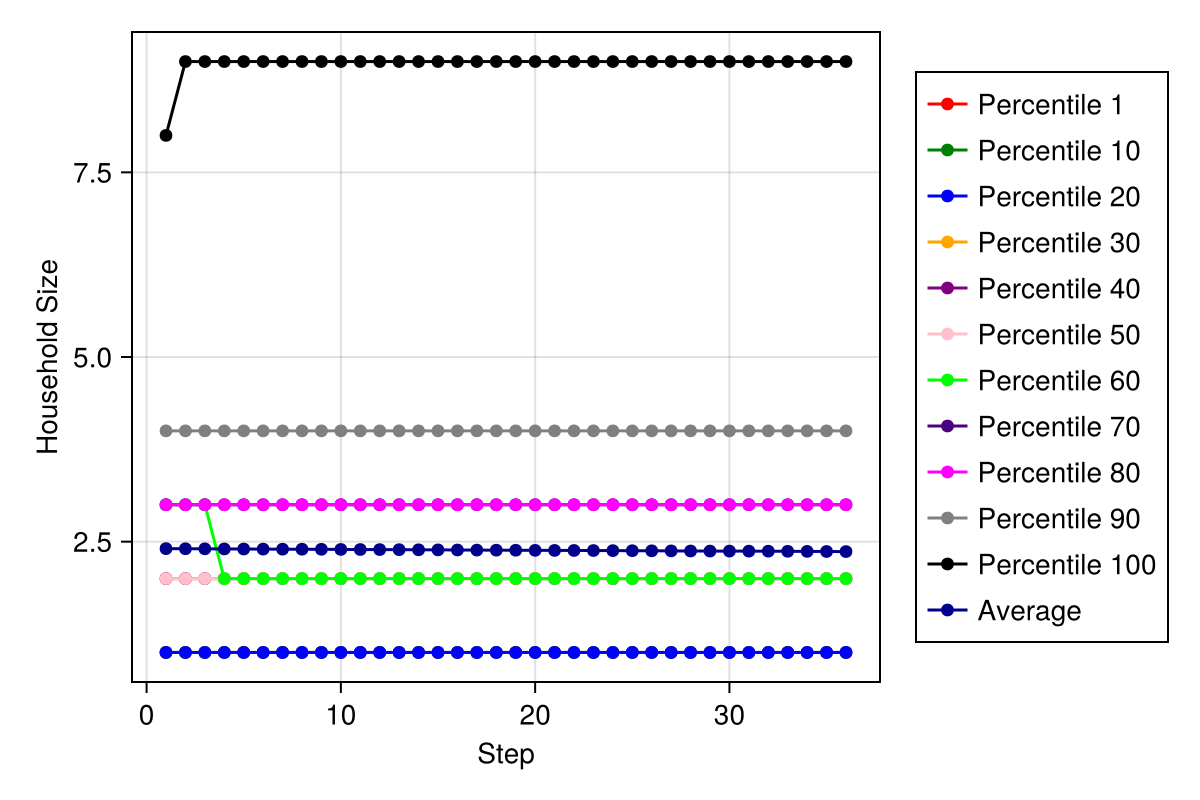 7.5
5.0
2.5
Household Size
0 10 20 30
Step
Percentile 1
Percentile 10
Percentile 20
Percentile 30
Percentile 40
Percentile 50
Percentile 60
Percentile 70
Percentile 80
Percentile 90
Percentile 100
Average